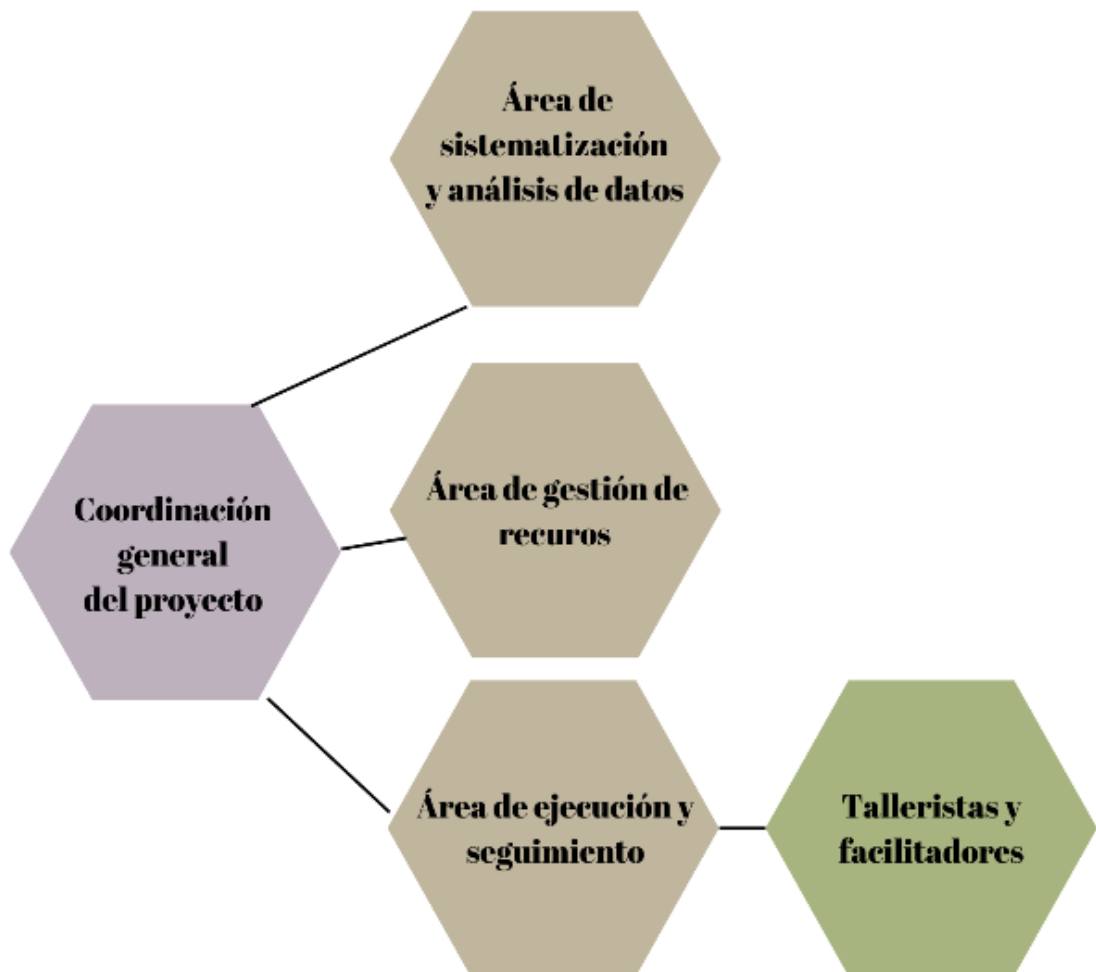 Área de
sistematización
y análisis de datos
Coordinación
general
del proyecto
Área de gestión de
recuros
Área de ejecución y
seguimiento
Talleristas y
facilitadores